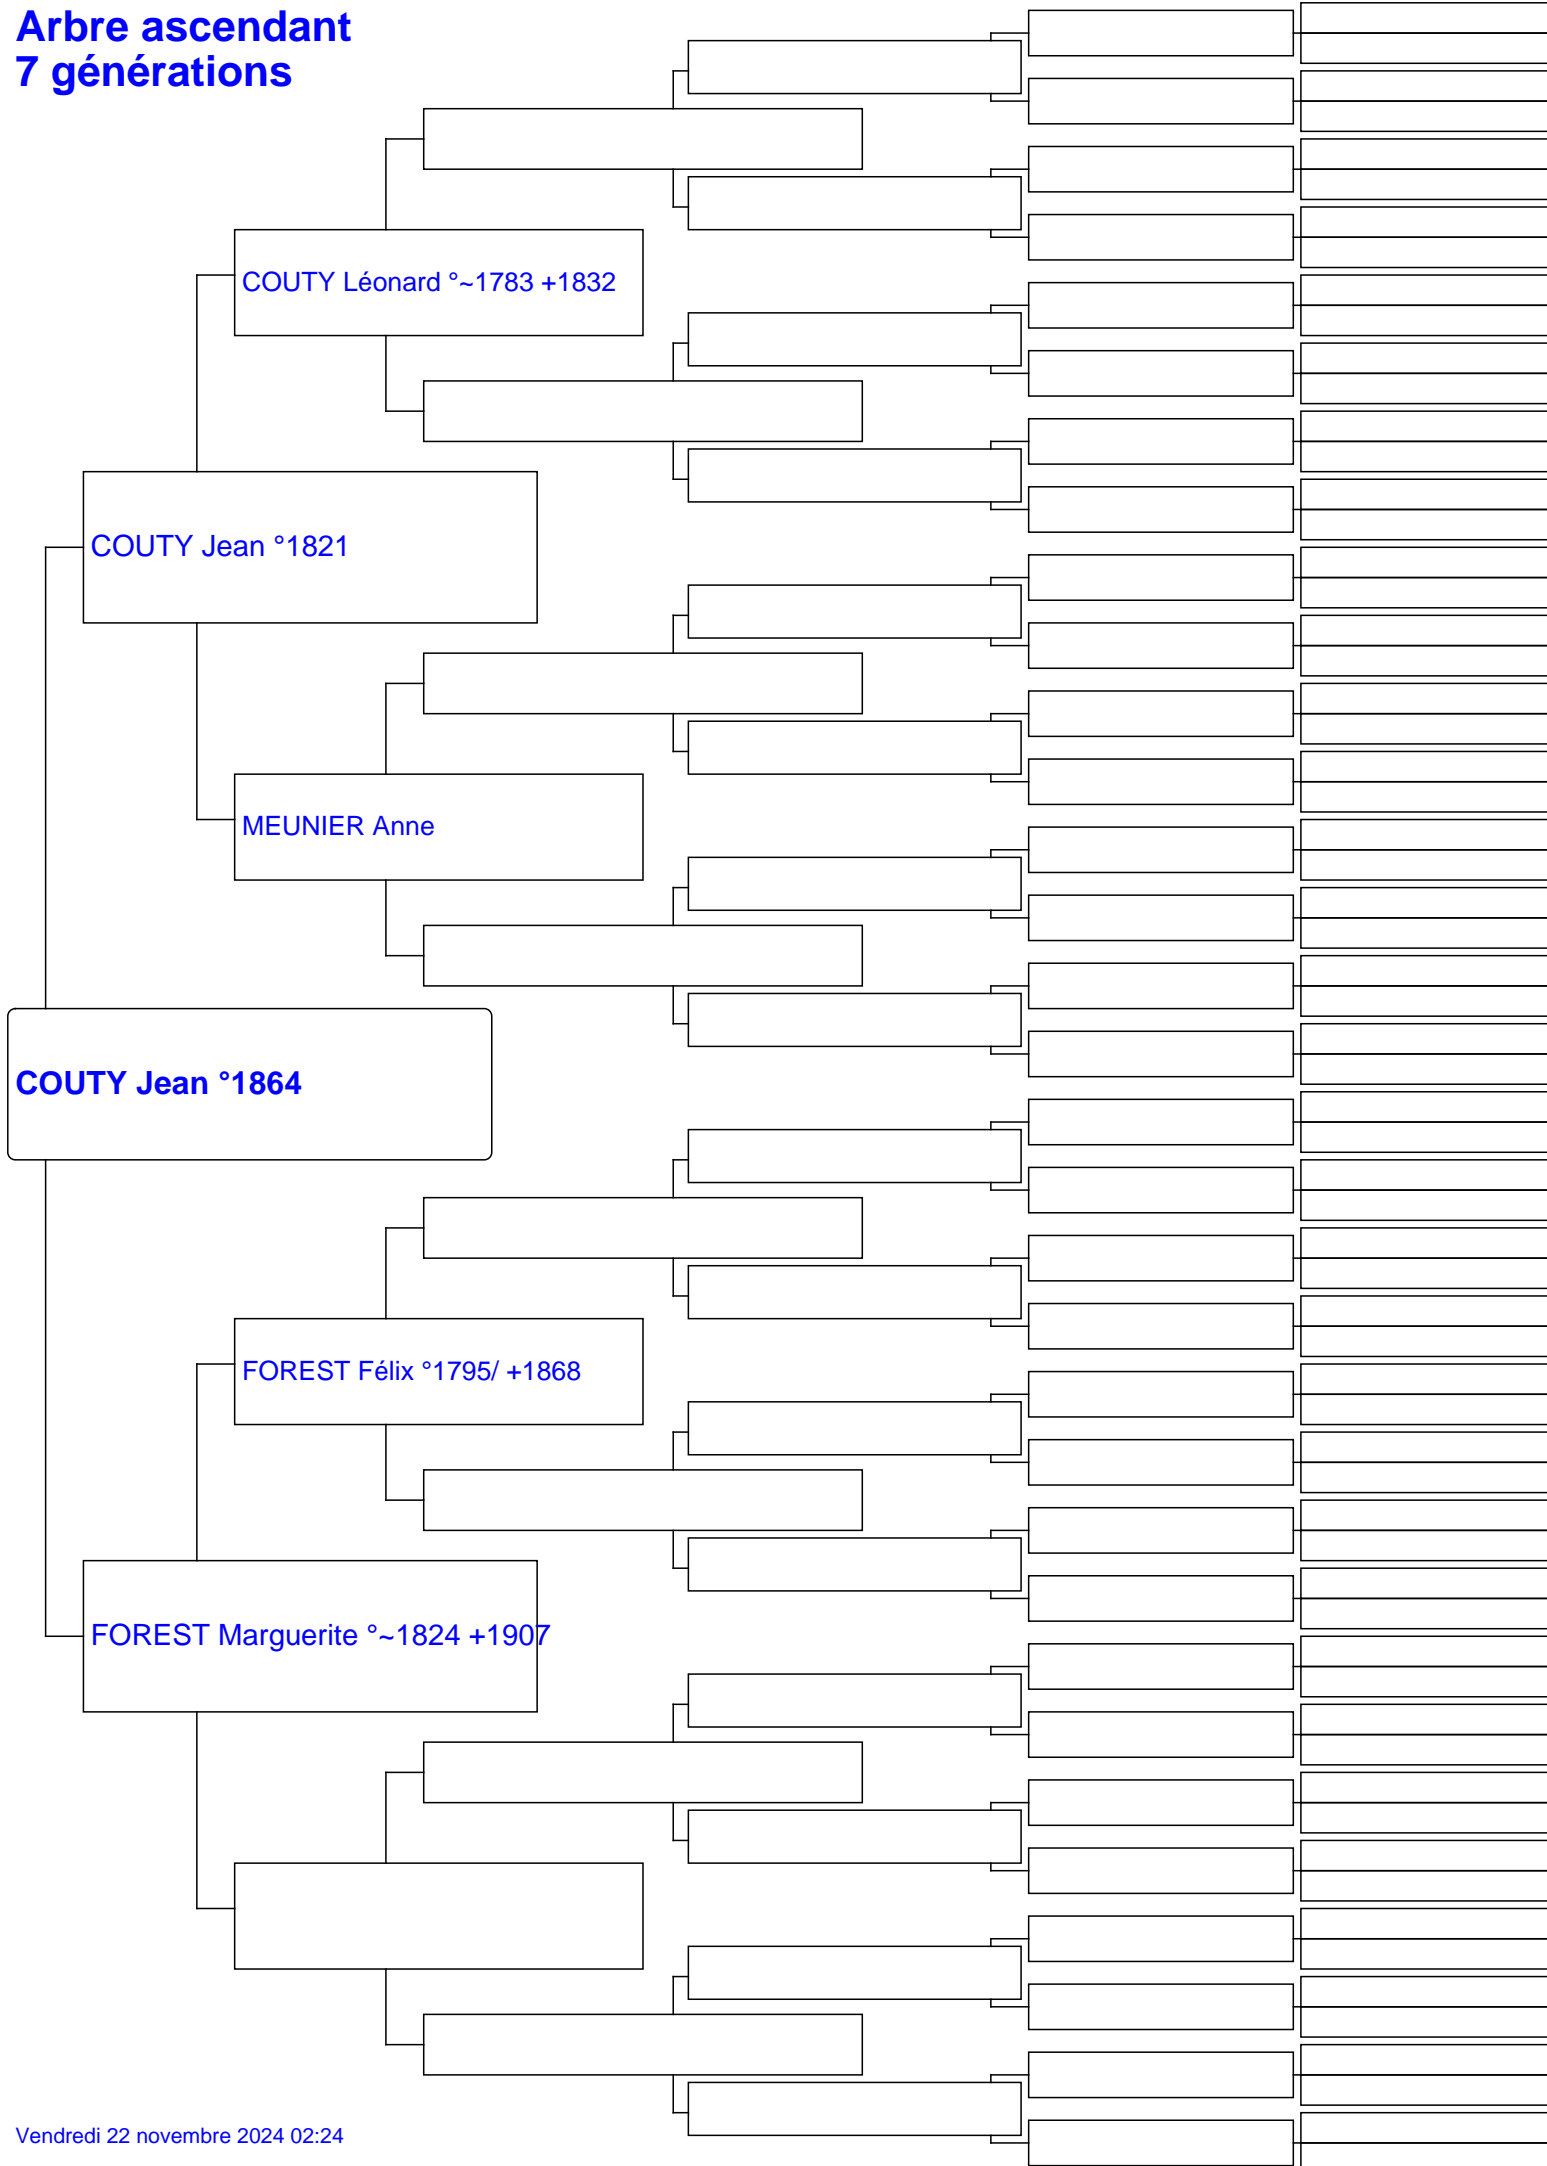 Arbre ascendant
7 générations
COUTY Léonard °~1783 +1832
COUTY Jean °1821
MEUNIER Anne
COUTY Jean °1864
FOREST Félix °1795/ +1868
FOREST Marguerite °~1824 +1907
Vendredi 22 novembre 2024 02:24